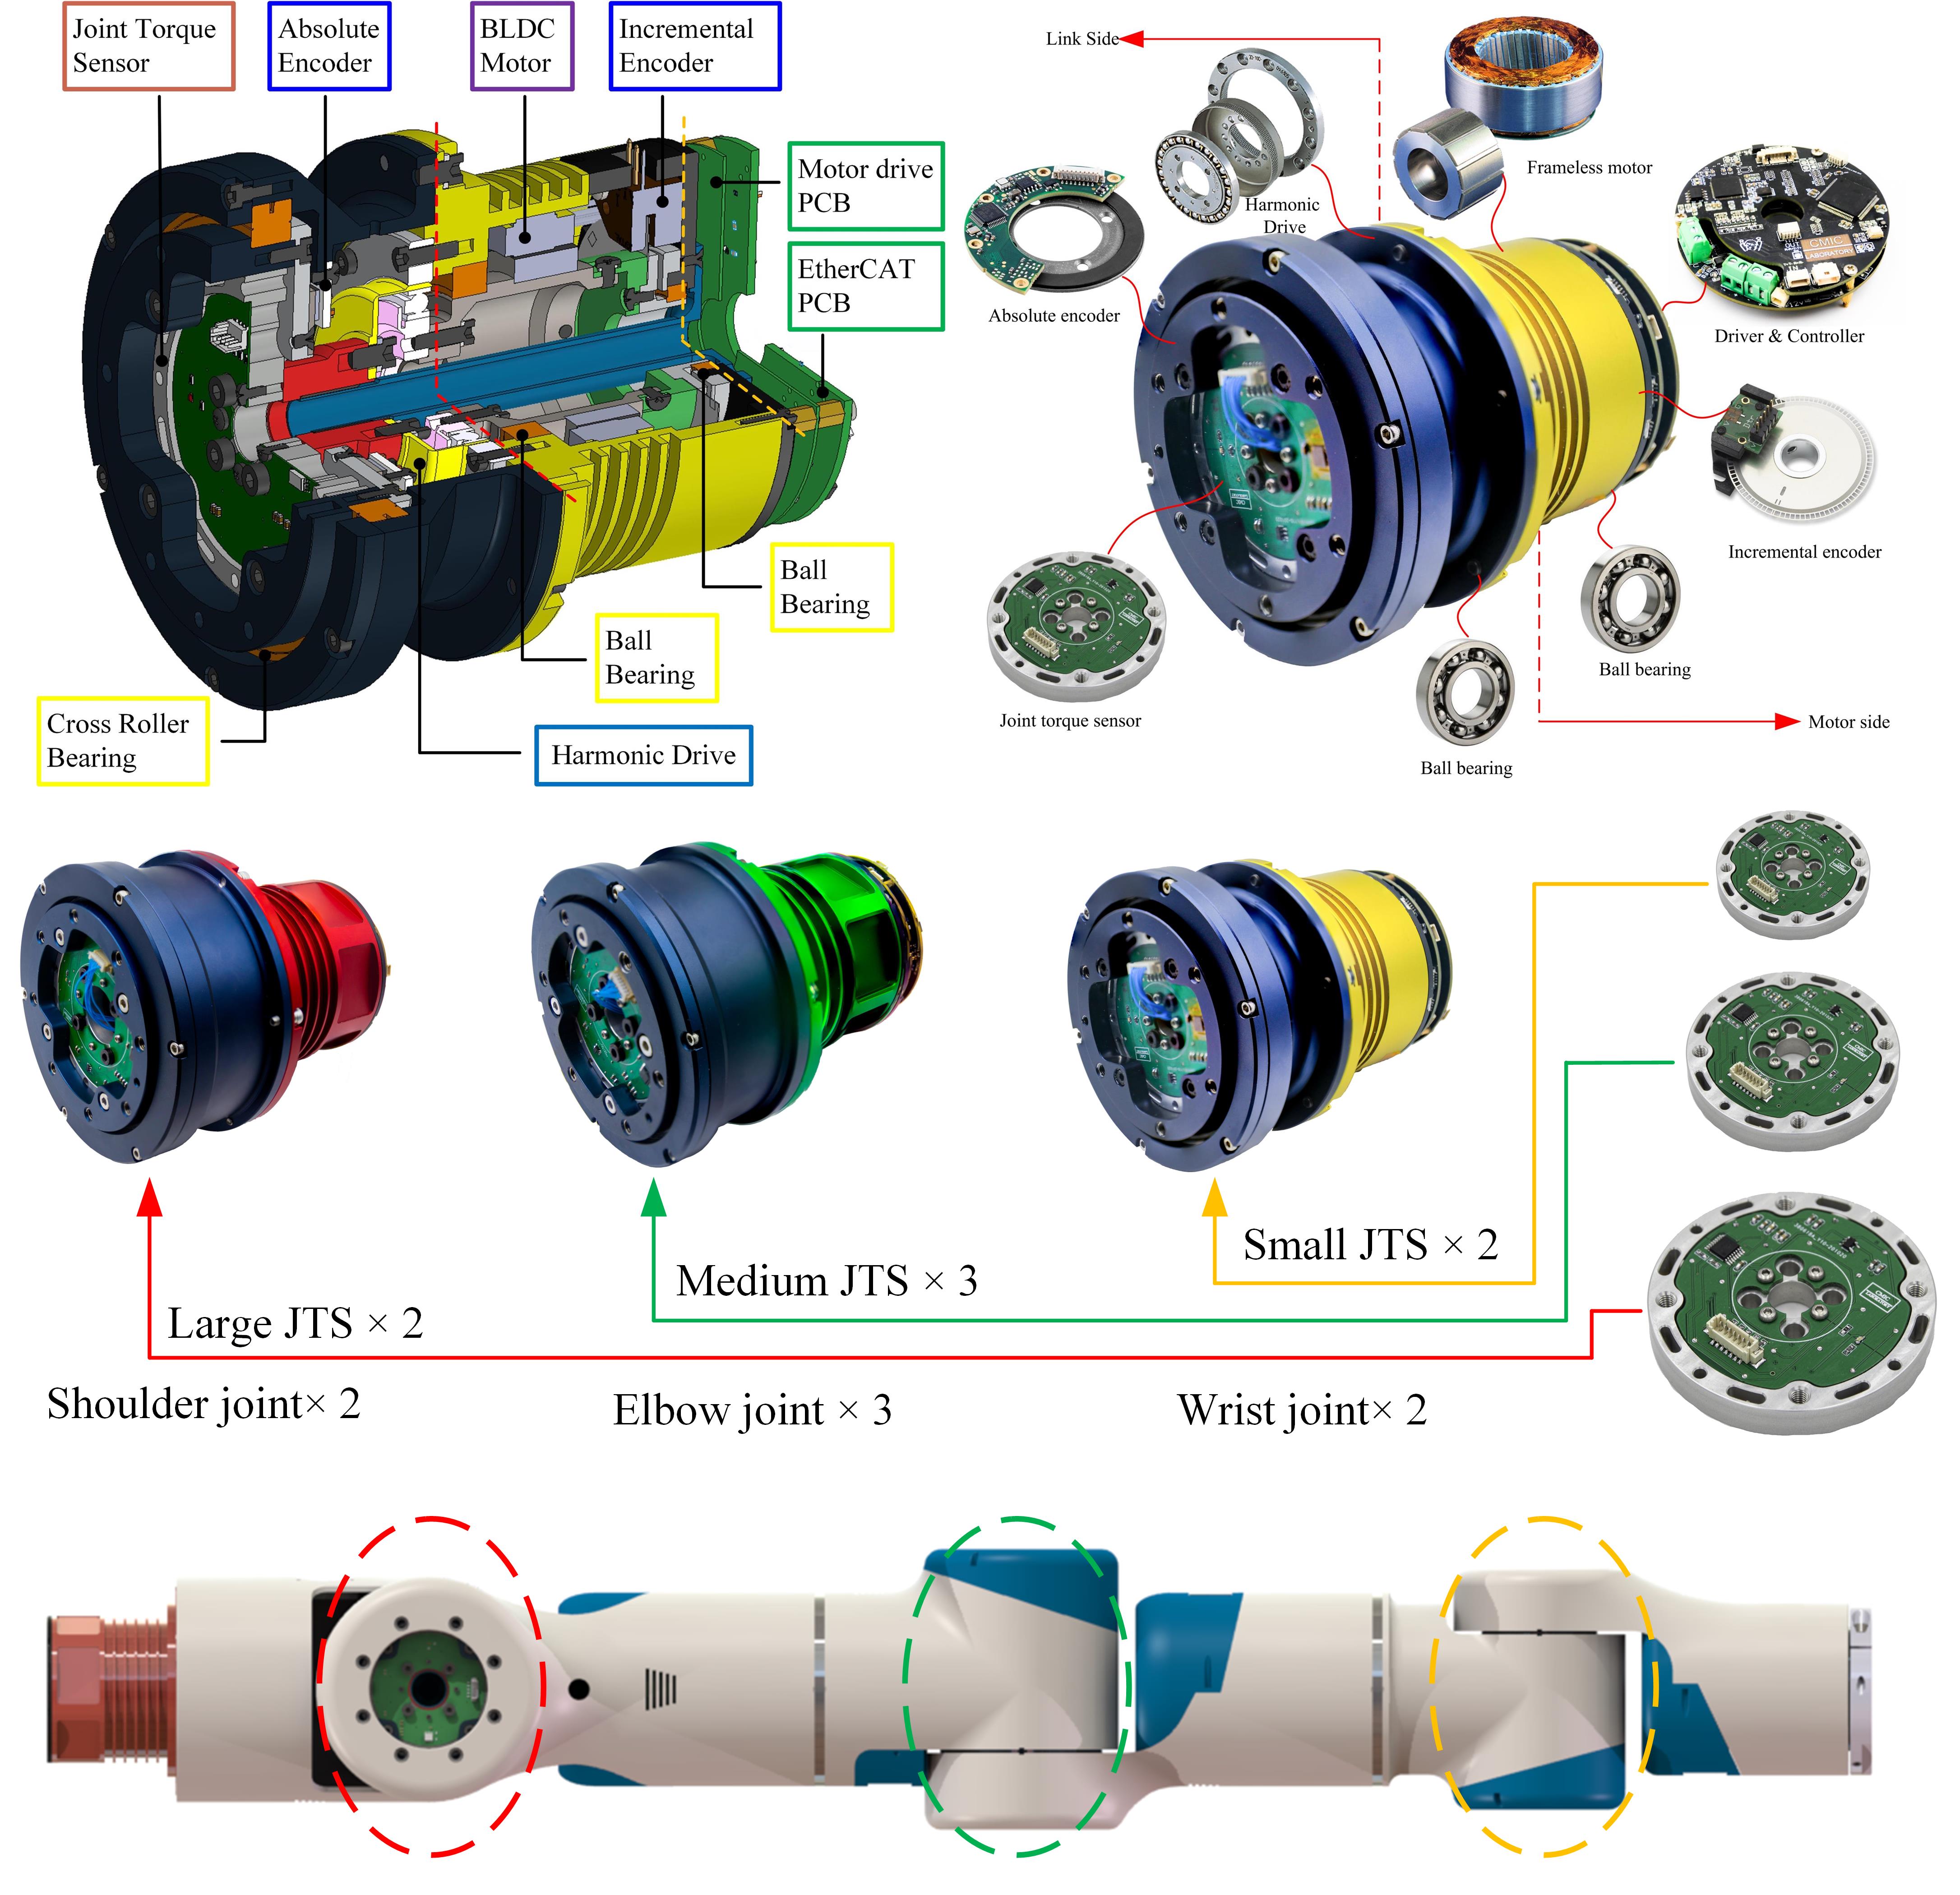 Joint Torque
Sensor
Absolute
Encoder
BLDC
Motor
Incremental
Encoder
Motor drive
PCB
EtherCAT
PCB
Ball
Bearing
Ball
Bearing
Cross Roller
Bearing
Harmonic Drive
Link Side
Harmonic
Drive
Frameless motor
CMIC
LABORATORY
Absolute encoder
Driver & Controller
Incremental encoder
Joint torque sensor
Ball bearing
Ball bearing
Motor side
Small JTS × 2
Medium JTS × 3
Large JTS × 2
Shoulder joint× 2
Elbow joint × 3
Wrist joint× 2